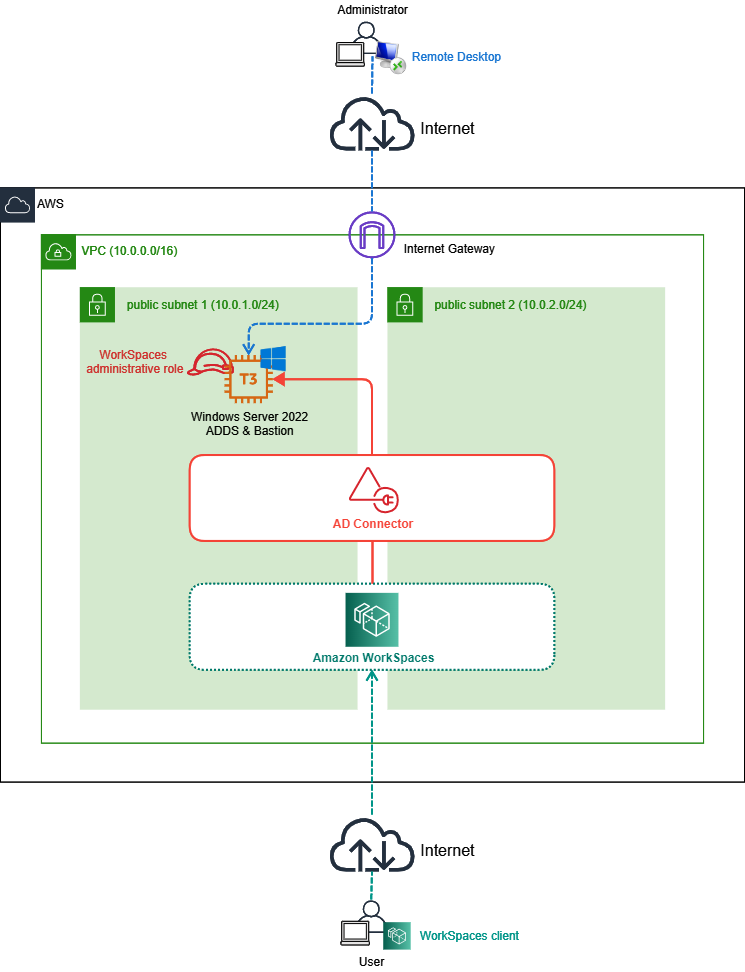 Administrator
Remote Desktop
Internet
AWS
Internet Gateway
VPC (10.0.0.0/16)
public subnet 1 (10.0.1.0/24)
public subnet 2 (10.0.2.0/24)
WorkSpaces
administrative role
T3
Windows Server 2022
ADDS & Bastion
AD Connector
Amazon WorkSpaces
Internet
WorkSpaces client
User